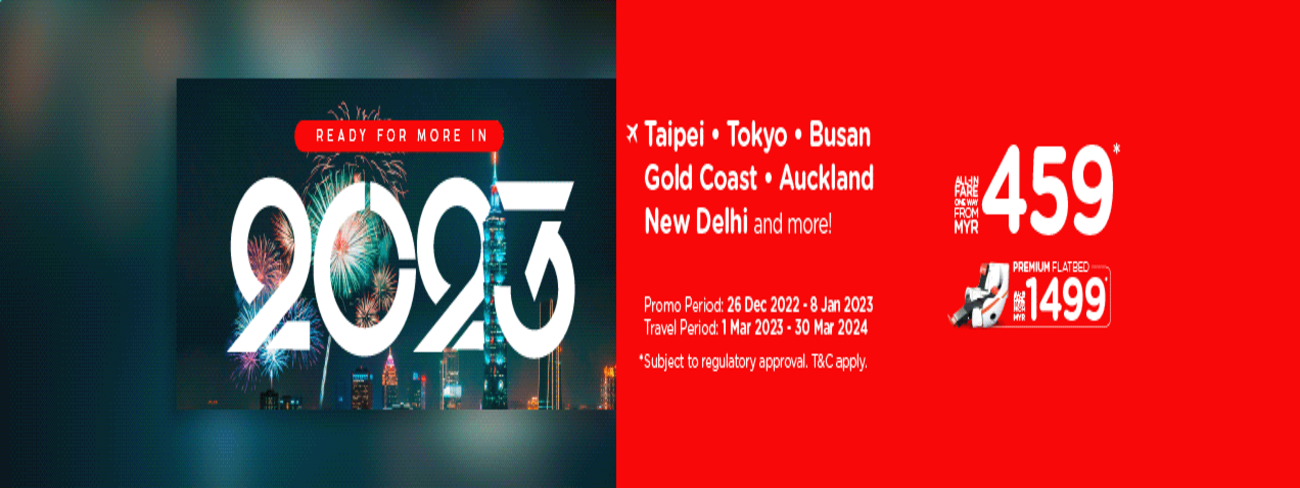 READY FOR MORE IN
2023
Taipei • Tokyo • Busan
Gold Coast • Auckland
New Delhi and more!
Promo Period: 26 Dec 2022 - 8 Jan 2023
Travel Period: 1 Mar 2023 - 30 Mar 2024
*Subject to regulatory approval. T&C apply.
ALL-IN
FARE
ONE WAY
FROM
MYR
459*
PREMIUM FLATBED
MYR
1499*